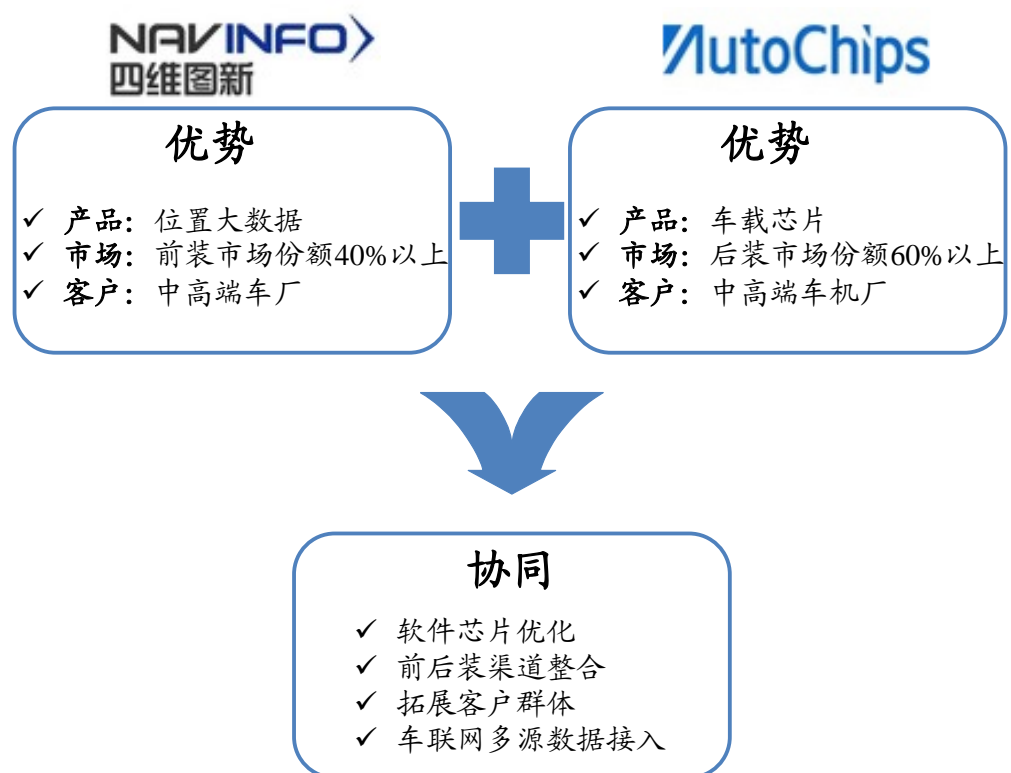 NAVINFO
四维图新
AutoChips
优势
✓ 产品：位置大数据
✓ 市场：前装市场份额40%以上
✓ 客户：中高端车厂
优势
✓ 产品：车载芯片
✓ 市场：后装市场份额60%以上
✓ 客户：中高端车机厂
协同
✓ 软件芯片优化
✓ 前后装渠道整合
✓ 拓展客户群体
✓ 车联网多源数据接入